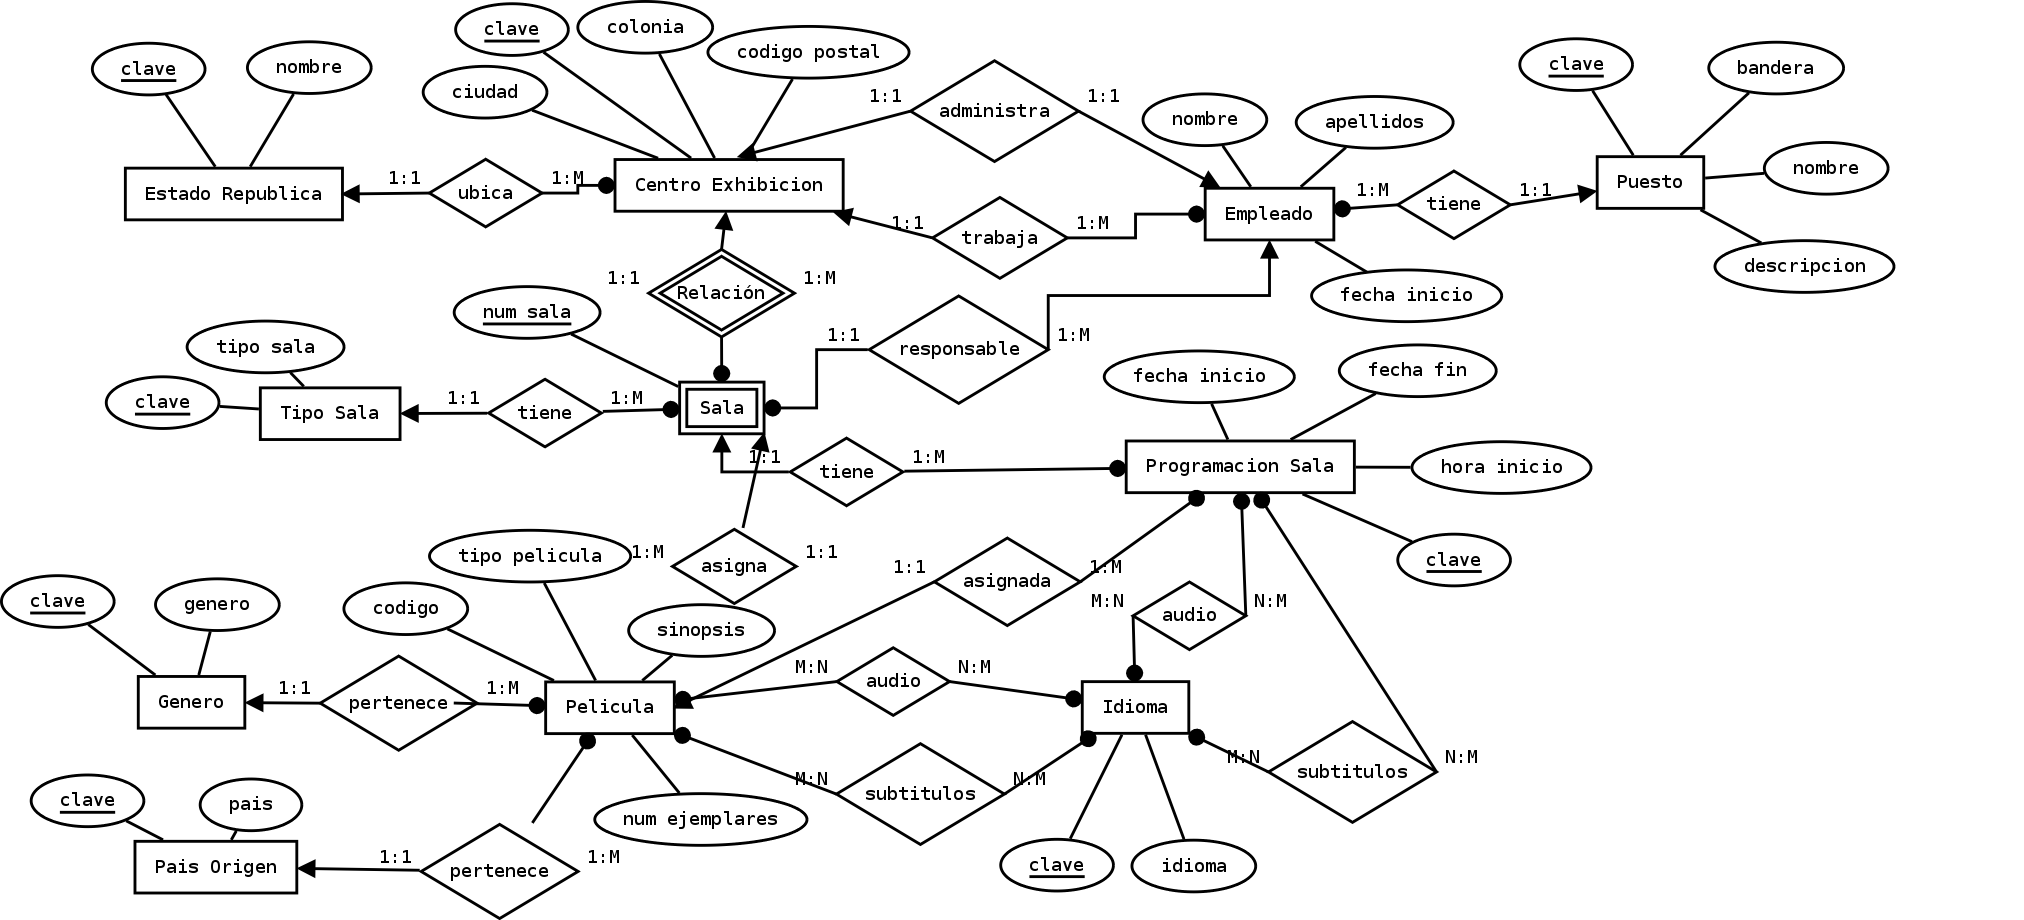 clave
colonia
codigo postal
clave
nombre
ciudad
clave
bandera
1:1
administra
1:1
nombre
apellidos
nombre
Estado Republica
1:1
ubica
1:M
Centro Exhibicion
1:M
tiene
1:1
Puesto
1:1
trabaja
1:M
Empleado
descripcion
1:1
Relación
1:M
fecha inicio
num sala
1:1
responsable
1:M
tipo sala
fecha inicio
fecha fin
clave
Tipo Sala
1:1
tiene
1:M
Sala
1:1
tiene
1:M
Programacion Sala
hora inicio
tipo pelicula
1:M
asigna
1:1
clave
1:1
asignada
1:M
clave
genero
codigo
sinopsis
M:N
audio
N:M
Genero
1:1
pertenece
1:M
Pelicula
M:N
audio
N:M
Idioma
M:N
subtitulos
N:M
M:N
subtitulos
N:M
clave
pais
num ejemplares
Pais Origen
1:1
pertenece
1:M
clave
idioma